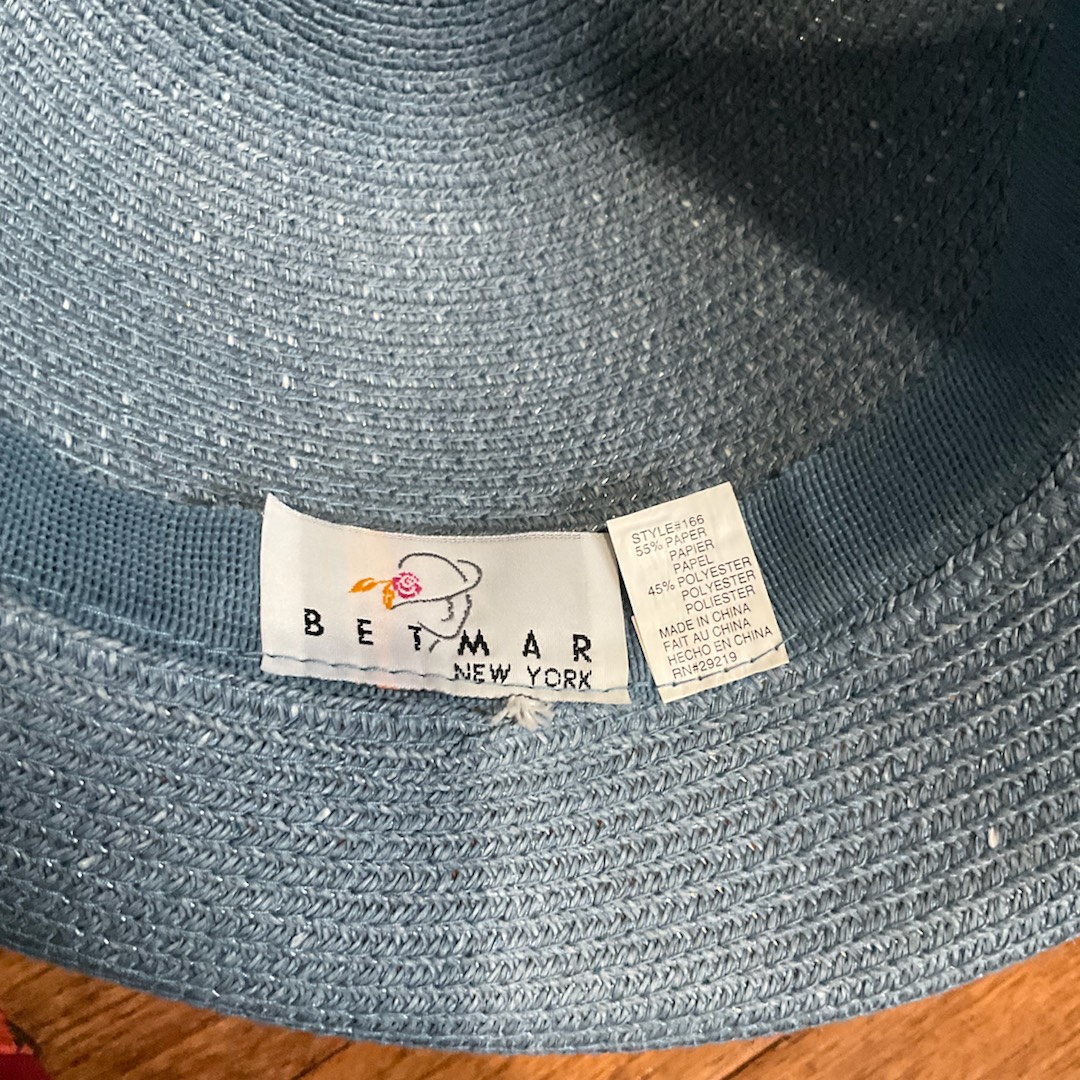 BETMAR
NEW YORK
STYLE#166
55% PAPER
PAPIER
PAPEL
45% POLYESTER
POLYESTER
POLIESTER
MADE IN CHINA
FAIT AU CHINA
HECHO EN CHINA
RN#29219